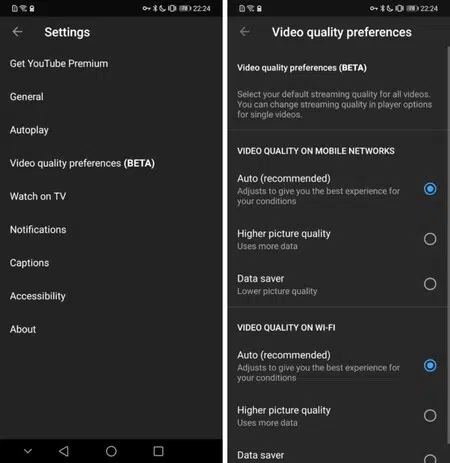 22:24
Settings
Get YouTube Premium
General
Autoplay
Video quality preferences (BETA)
Watch on TV
Notifications
Captions
Accessibility
About
22:24
Video quality preferences
Video quality preferences (BETA)
Select your default streaming quality for all videos.
You can change streaming quality in player options
for single videos.
VIDEO QUALITY ON MOBILE NETWORKS
Auto (recommended)
Adjusts to give you the best experience for
your conditions
Higher picture quality
Uses more data
Data saver
Lower picture quality
VIDEO QUALITY ON WI-FI
Auto (recommended)
Adjusts to give you the best experience for
your conditions
Higher picture quality
Uses more data
Data saver